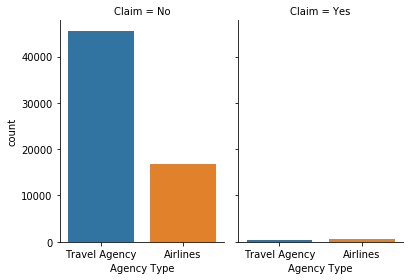 Claim = No
Claim = Yes
count
40000
30000
20000
10000
0
Travel Agency
Airlines
Travel Agency
Airlines
Agency Type
Agency Type